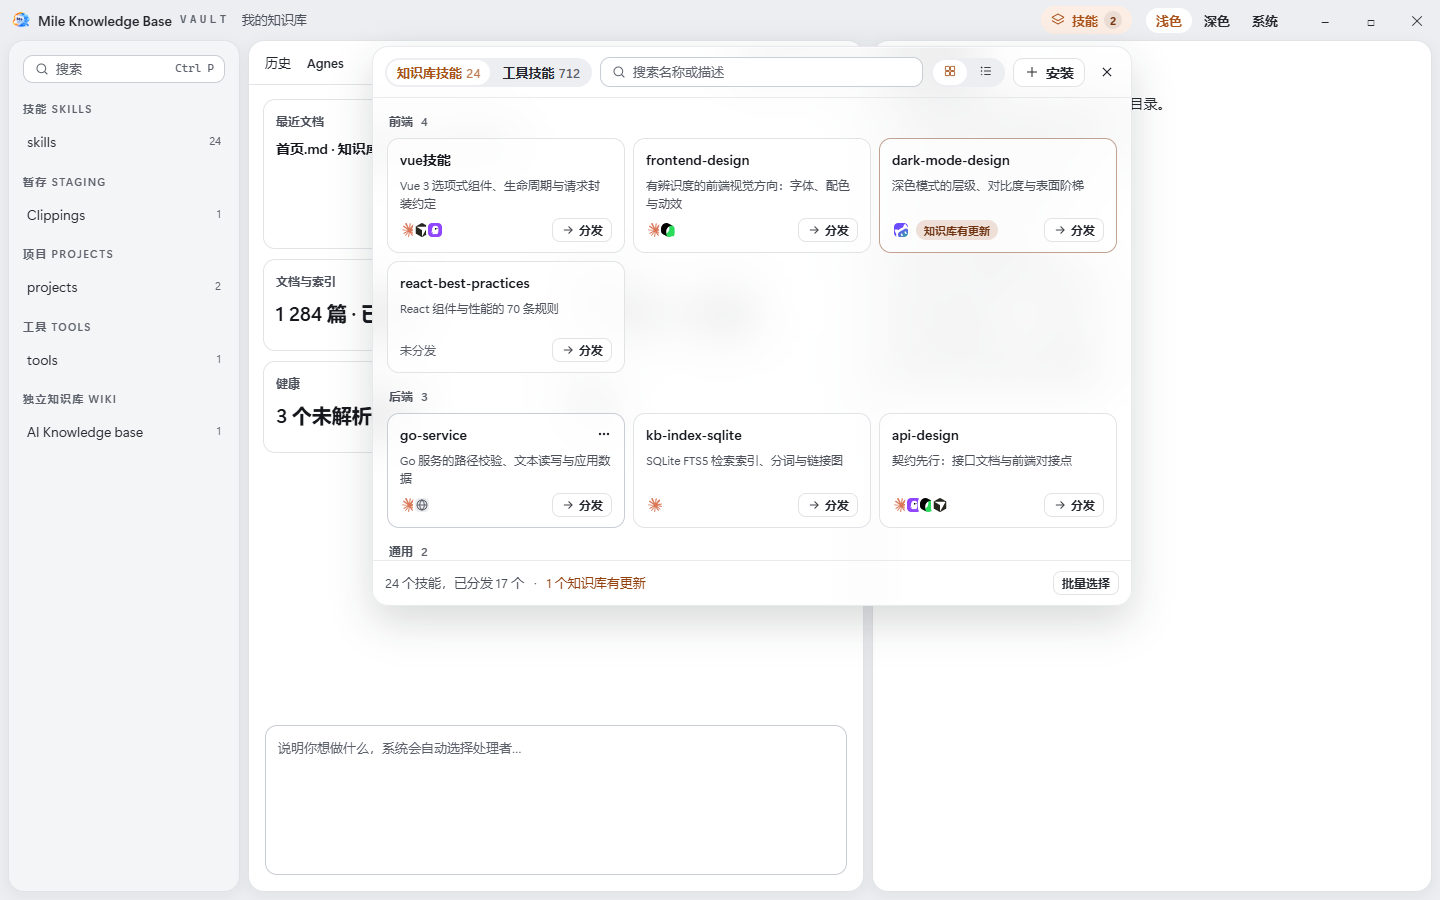 Mile Knowledge Base VAULT 我的知识库
技能 2 浅色 深色 系统
搜索 Ctrl P
技能 SKILLS
skills 24
暂存 STAGING
Clippings 1
项目 PROJECTS
projects 2
工具 TOOLS
tools 1
独立知识库 WIKI
AI Knowledge base 1
历史 Agnes
最近文档
首页.md · 知识库
文档与索引
1 284 篇 · 已
健康
3 个未解析
说明你想做什么，系统会自动选择处理者...
目录。
知识库技能 24 工具技能 712 搜索名称或描述 安装
前端 4
vue技能
Vue 3 选项式组件、生命周期与请求封
装约定
分发
frontend-design
有辨识度的前端视觉方向：字体、配色
与动效
分发
dark-mode-design
深色模式的层级、对比度与表面阶梯
知识库有更新 分发
react-best-practices
React 组件与性能的 70 条规则
未分发 分发
后端 3
go-service
Go 服务的路径校验、文本读写与应用数
据
分发
kb-index-sqlite
SQLite FTS5 检索索引、分词与链接图
分发
api-design
契约先行：接口文档与前端对接点
分发
通用 2
24 个技能，已分发 17 个 · 1 个知识库有更新 批量选择